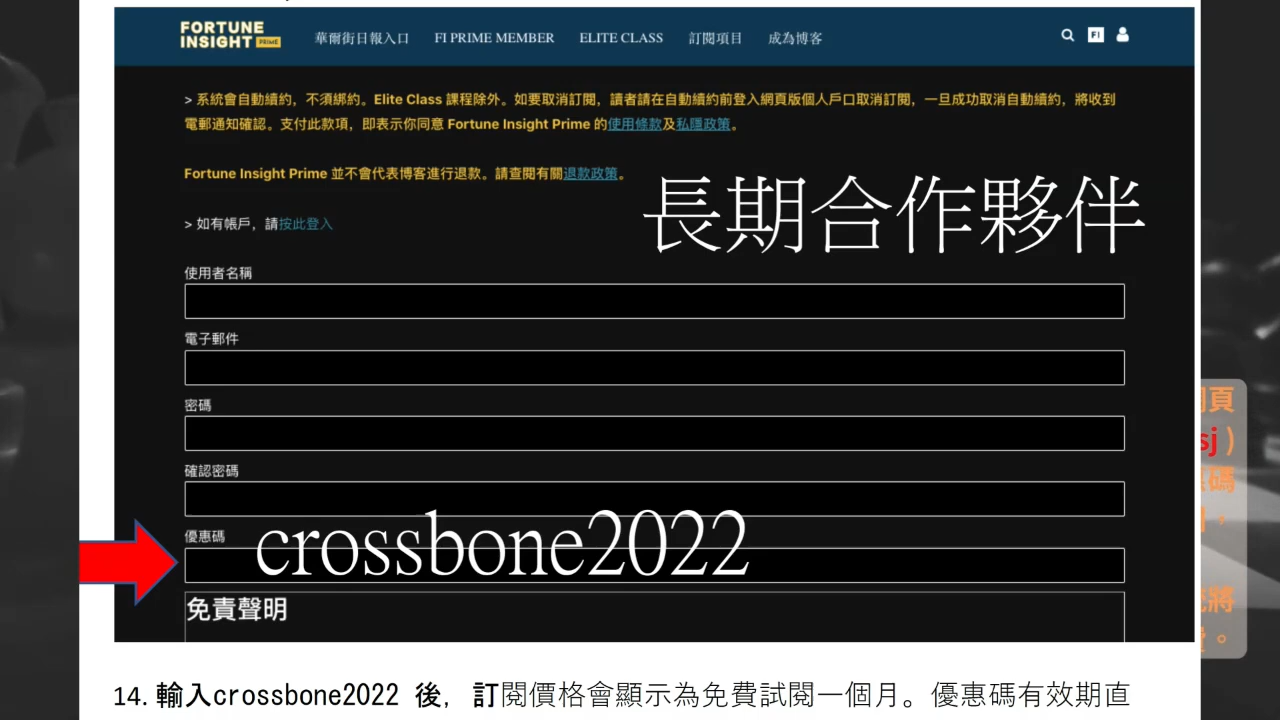 FORTUNE
INSIGHT PRIME
華爾街日報入口 FI PRIME MEMBER ELITE CLASS 訂閱項目 成為博客
FI
> 系統會自動續約，不須綁約。Elite Class 課程除外。如要取消訂閱，讀者請在自動續約前登入網頁版個人戶口取消訂閱，一旦成功取消自動續約，將收到
電郵通知確認。支付此款項，即表示你同意 Fortune Insight Prime 的使用條款及私隱政策。
Fortune Insight Prime 並不會代表博客進行退款。請查閱有關退款政策。
長期合作夥伴
> 如有帳戶，請按此登入
使用者名稱
電子郵件
密碼
確認密碼
優惠碼
crossbone2022
免責聲明
頁
sj )
碼
。
將
。
14. 輸入crossbone2022 後，訂閱價格會顯示為免費試閱一個月。優惠碼有效期直